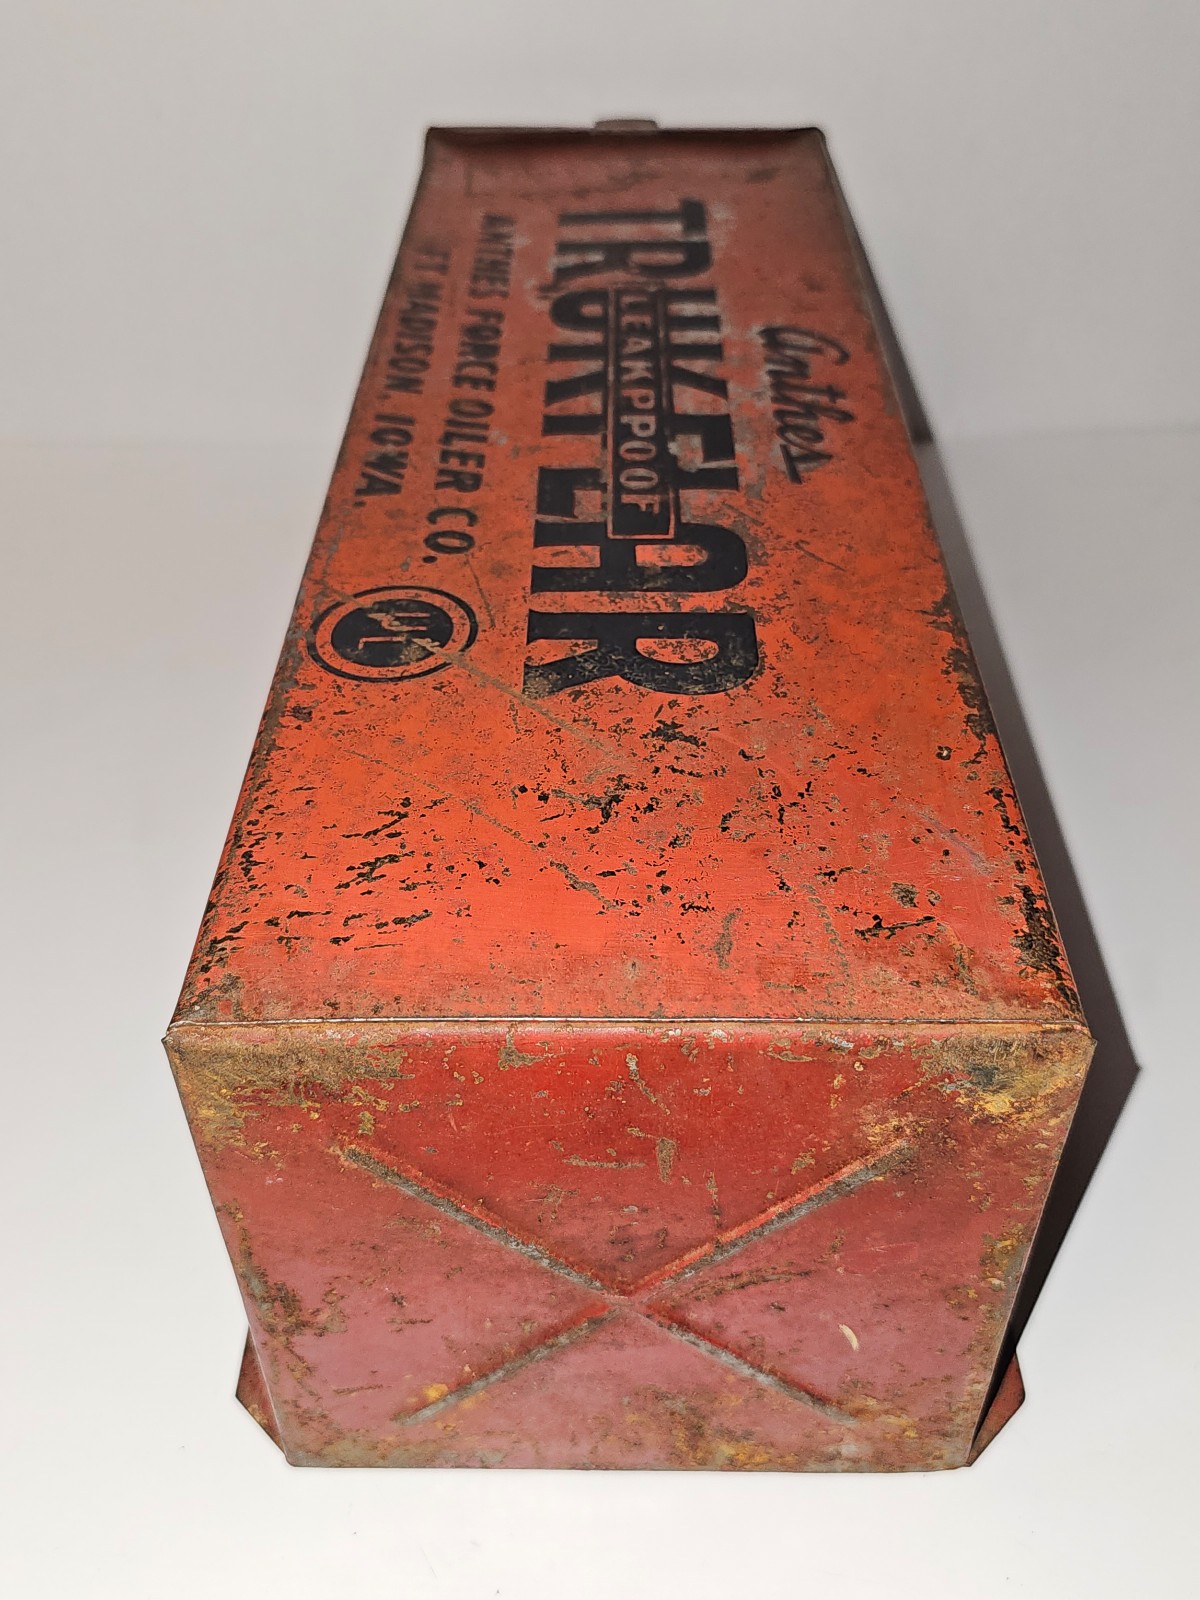 Anthes
TRUKFLAR
LEAKPROOF
ANTHES FORCE OILER CO.
FT. MADISON, IOWA.
UL